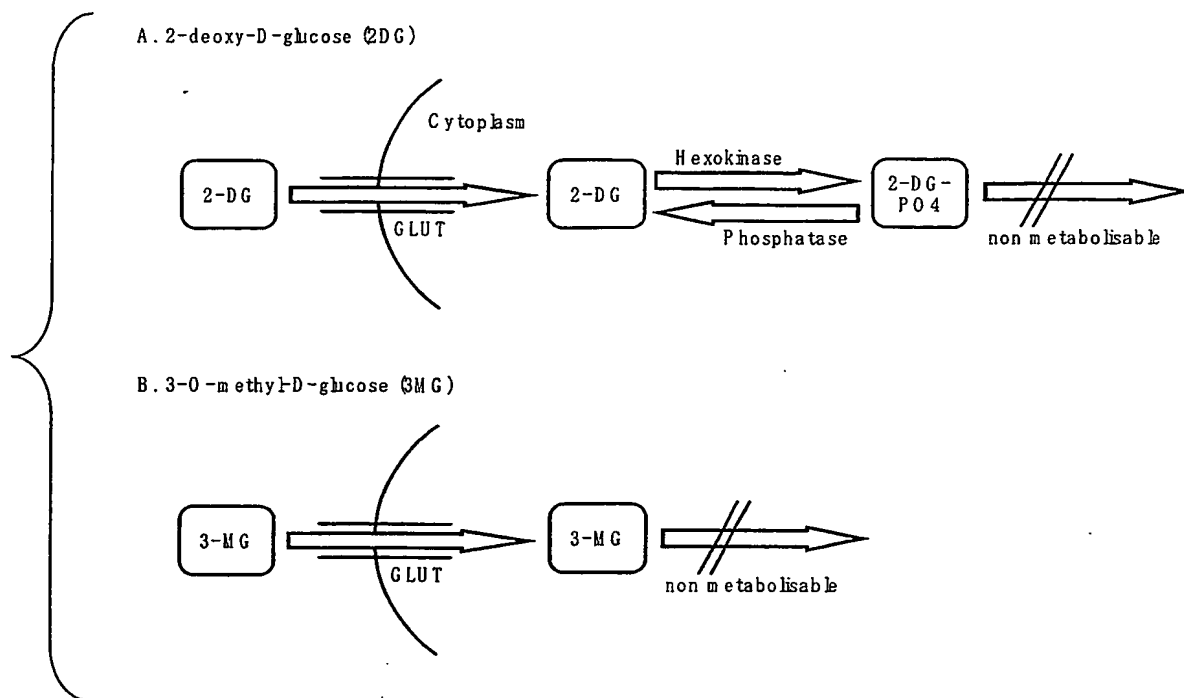 A. 2-deoxy-D-glucose (2DG)
Cytoplasm
2-DG
GLUT
2-DG
Hexokinase
Phosphatase
2-DG-
PO4
non metabolisable
B. 3-O-methyl-D-glucose (3MG)
3-MG
GLUT
3-MG
non metabolisable